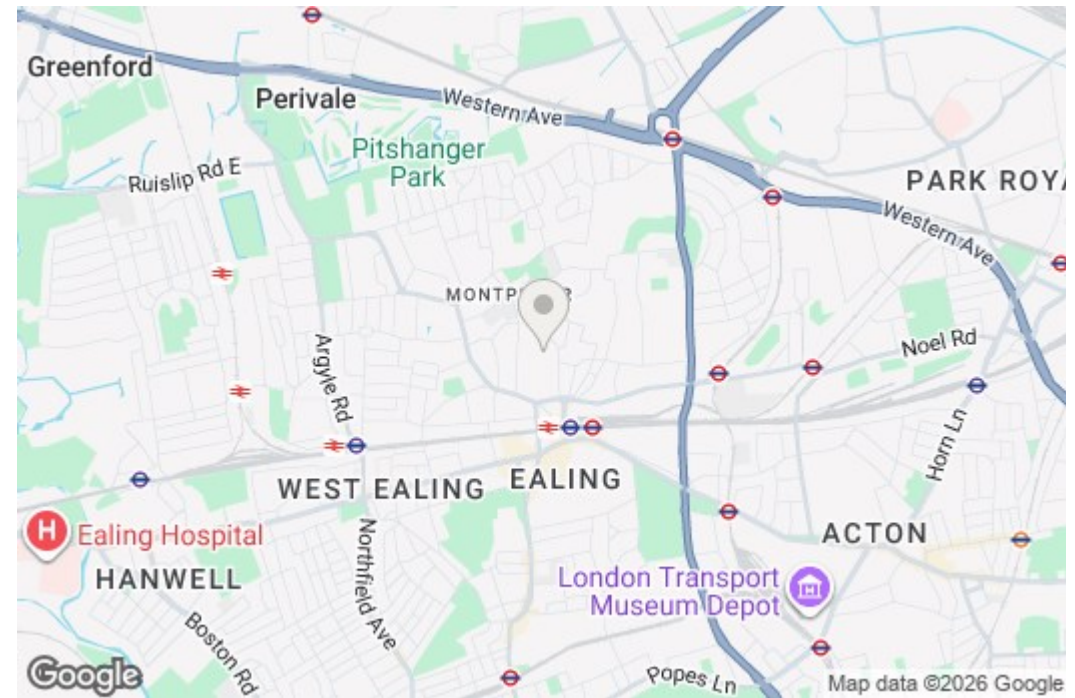 Greenford
Perivale
Western Ave
Pitshanger
Park
Ruislip Rd E
PARK ROYA
Western Ave
MONTP
Noel Rd
Argyle Rd
Horn Ln
WEST EALING
EALING
H
Ealing Hospital
ACTON
HANWELL
Northfield Ave
London Transport
Museum Depot
Boston Rd
Popes Ln
Google
Map data ©2026 Google